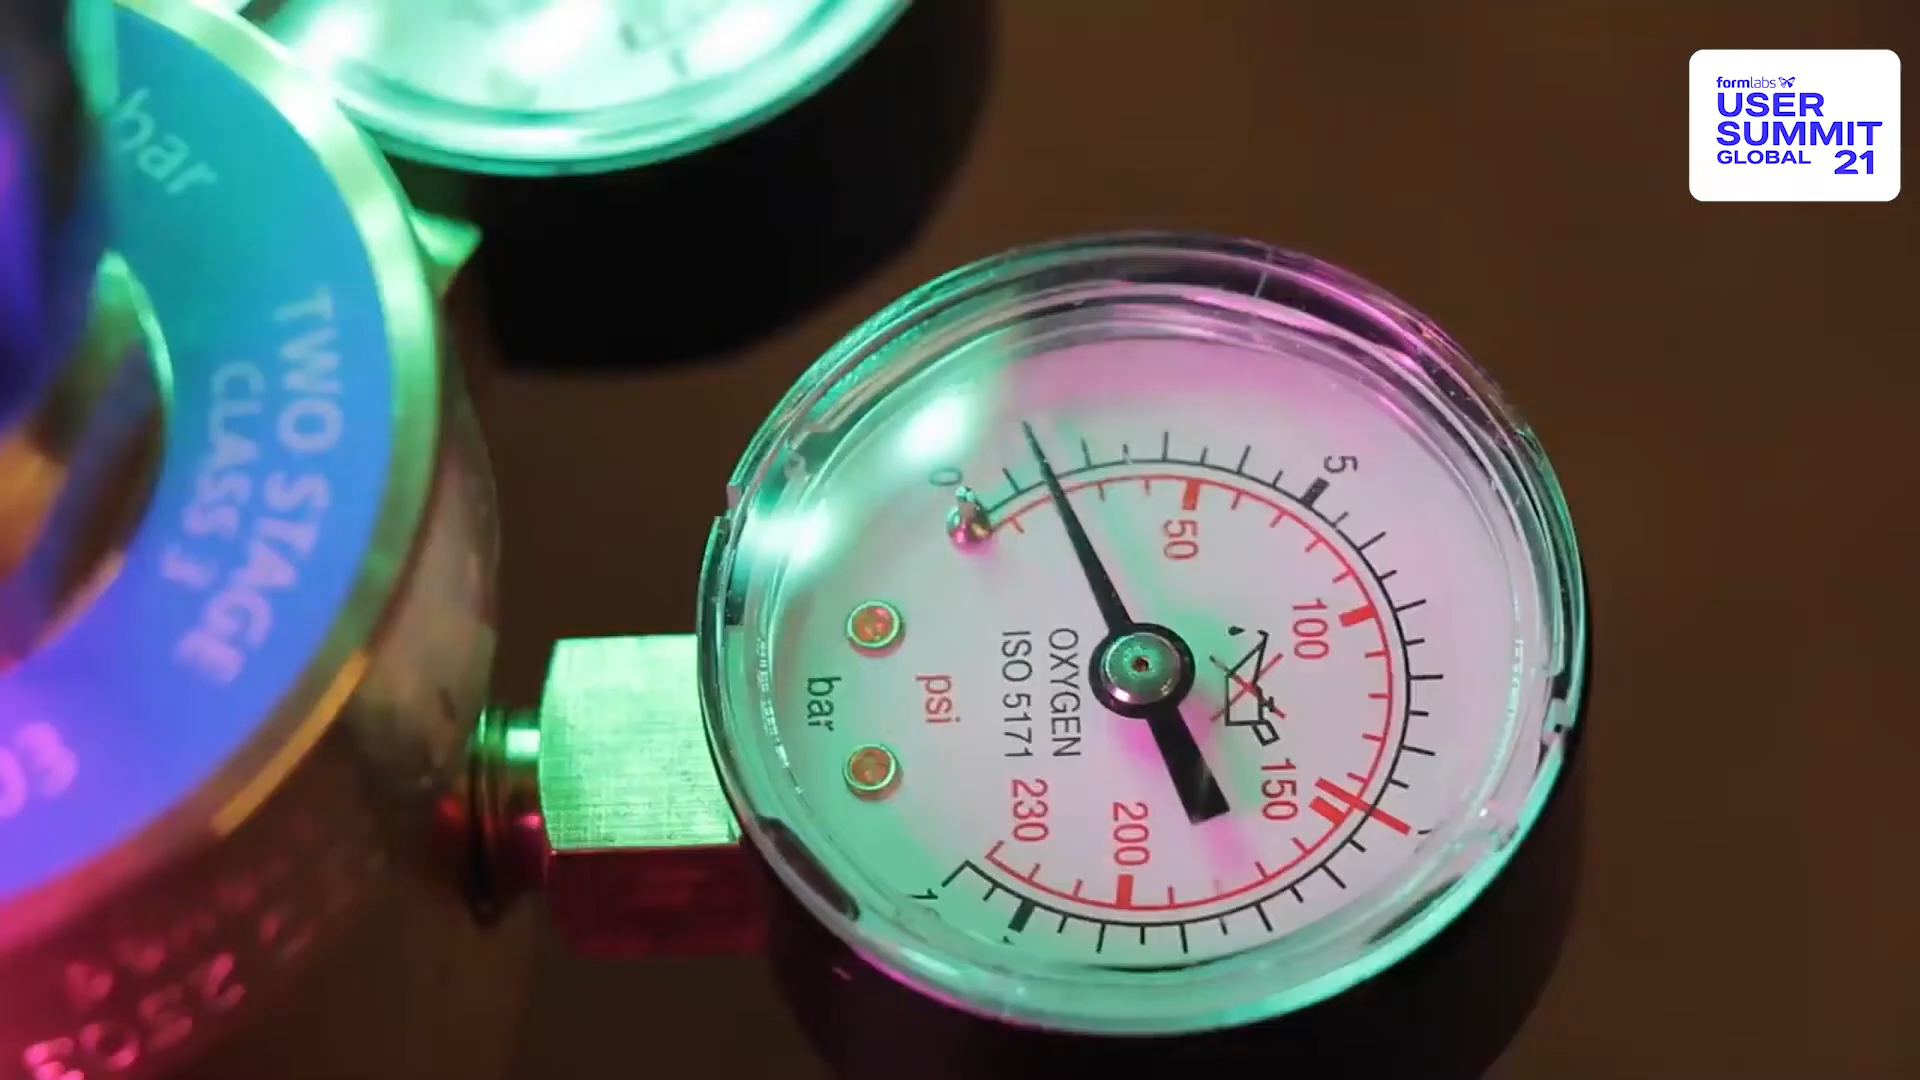 formlabs
USER
SUMMIT
GLOBAL 21
bar
TWO STAGE
CLASS 3
0
5
50
100
150
200
230
OXYGEN
ISO 5171
psi
bar